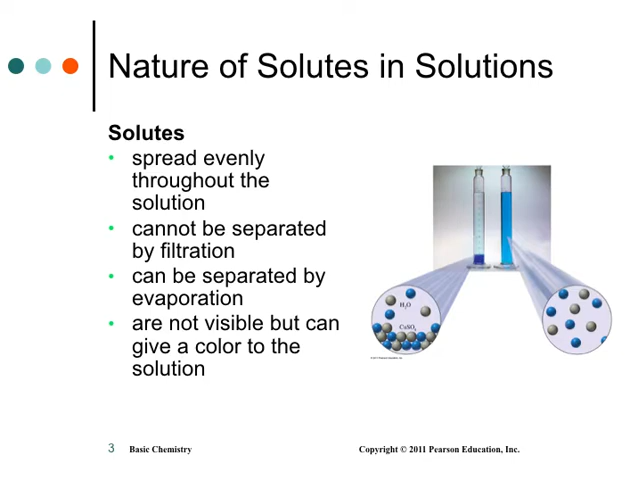 Nature of Solutes in Solutions
Solutes
• spread evenly
throughout the
solution
• cannot be separated
by filtration
• can be separated by
evaporation
• are not visible but can
give a color to the
solution
H₂O
CuSO₄
3 Basic Chemistry
Copyright © 2011 Pearson Education, Inc.